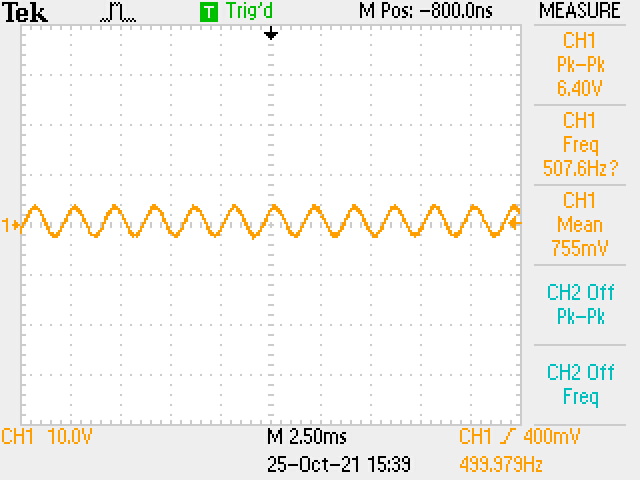 Tek T Trig'd M Pos: -800.0ns MEASURE
CH1
Pk-Pk
6.40V
CH1
Freq
507.6Hz?
1
CH1
Mean
755mV
CH2 Off
Pk-Pk
CH2 Off
Freq
CH1 10.0V M 2.50ms CH1 400mV
25-Oct-21 15:39 499.979Hz